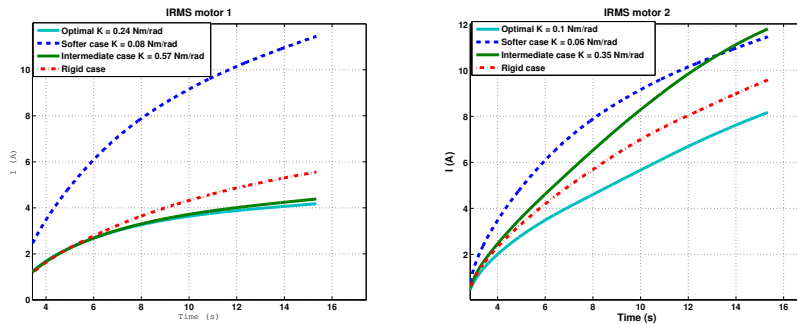 IRMS motor 1
Optimal K = 0.24 Nm/rad
Softer case K = 0.08 Nm/rad
Intermediate case K = 0.57 Nm/rad
Rigid case
10
8
6
4
2
0
I (A)
4 6 8 10 12 14 16
Time (s)
IRMS motor 2
12
Optimal K = 0.1 Nm/rad
Softer case K = 0.06 Nm/rad
Intermediate case K = 0.35 Nm/rad
Rigid case
10
8
6
4
2
I (A)
4 6 8 10 12 14 16
Time (s)